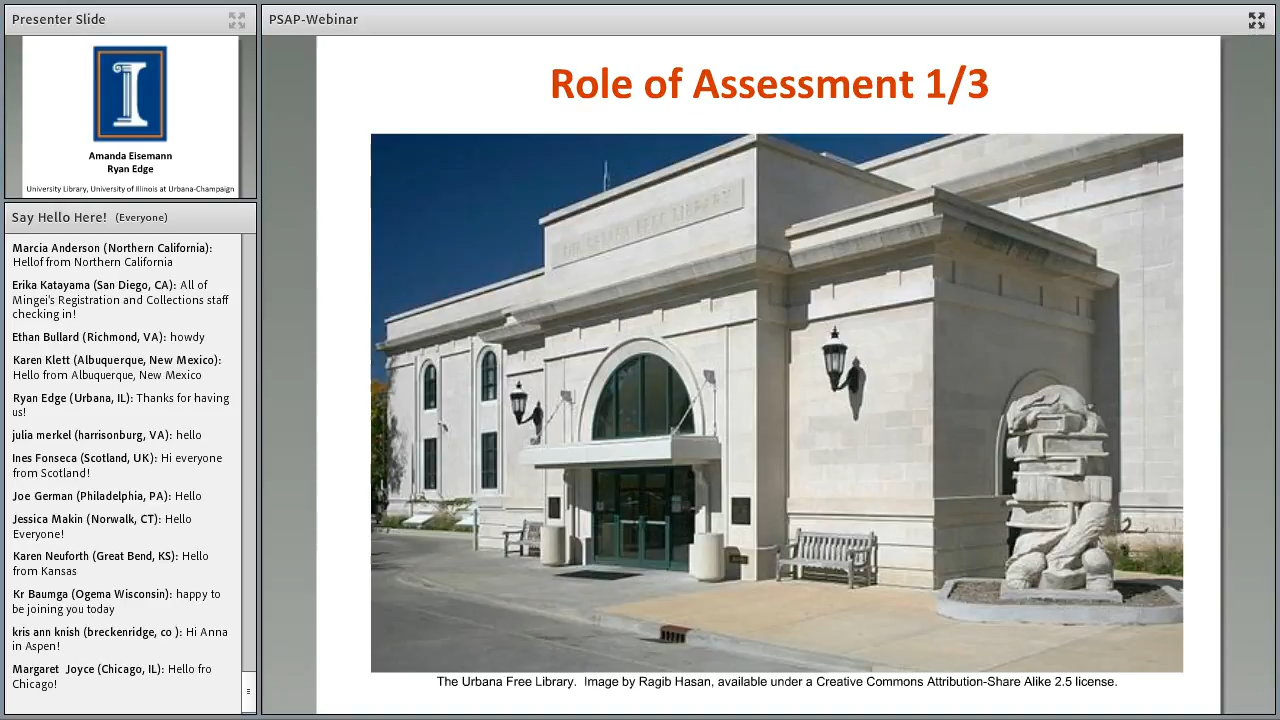 Presenter Slide
Amanda Eisemann
Ryan Edge
University Library, University of Illinois at Urbana-Champaign
Say Hello Here! (Everyone)
Marcia Anderson (Northern California):
Hellof from Northern California
Erika Katayama (San Diego, CA): All of
Mingei's Registration and Collections staff
checking in!
Ethan Bullard (Richmond, VA): howdy
Karen Klett (Albuquerque, New Mexico):
Hello from Albuquerque, New Mexico
Ryan Edge (Urbana, IL): Thanks for having
us!
julia merkel (harrisonburg, VA): hello
Ines Fonseca (Scotland, UK): Hi everyone
from Scotland!
Joe German (Philadelphia, PA): Hello
Jessica Makin (Norwalk, CT): Hello
Everyone!
Karen Neuforth (Great Bend, KS): Hello
from Kansas
Kr Baumga (Ogema Wisconsin): happy to
be joining you today
kris ann knish (breckenridge, co ): Hi Anna
in Aspen!
Margaret Joyce (Chicago, IL): Hello fro
Chicago!
PSAP-Webinar
Role of Assessment 1/3
THE URBANA FREE LIBRARY
The Urbana Free Library. Image by Ragib Hasan, available under a Creative Commons Attribution-Share Alike 2.5 license.